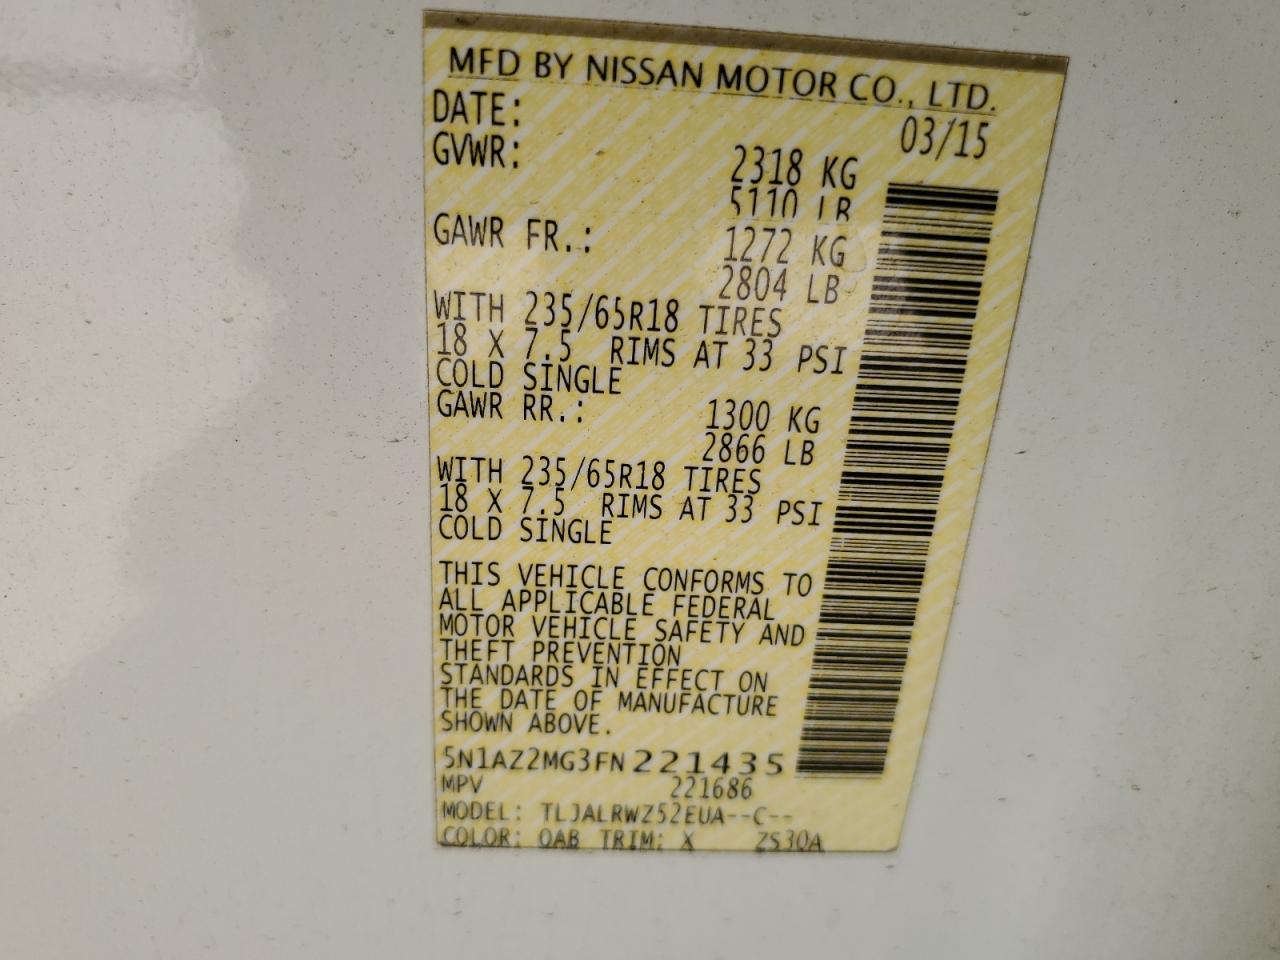 MFD BY NISSAN MOTOR CO., LTD.
DATE: 03/15
GVWR: 2318 KG
5110 LB
GAWR FR.: 1272 KG
2804 LB
WITH 235/65R18 TIRES
18 X 7.5 RIMS AT 33 PSI
COLD SINGLE
GAWR RR.: 1300 KG
2866 LB
WITH 235/65R18 TIRES
18 X 7.5 RIMS AT 33 PSI
COLD SINGLE
THIS VEHICLE CONFORMS TO
ALL APPLICABLE FEDERAL
MOTOR VEHICLE SAFETY AND
THEFT PREVENTION
STANDARDS IN EFFECT ON
THE DATE OF MANUFACTURE
SHOWN ABOVE.
5N1AZ2MG3FN221435
MPV 221686
MODEL: TLJALRWZ52EUA--C--
COLOR: QAB TRIM: X ZS30A